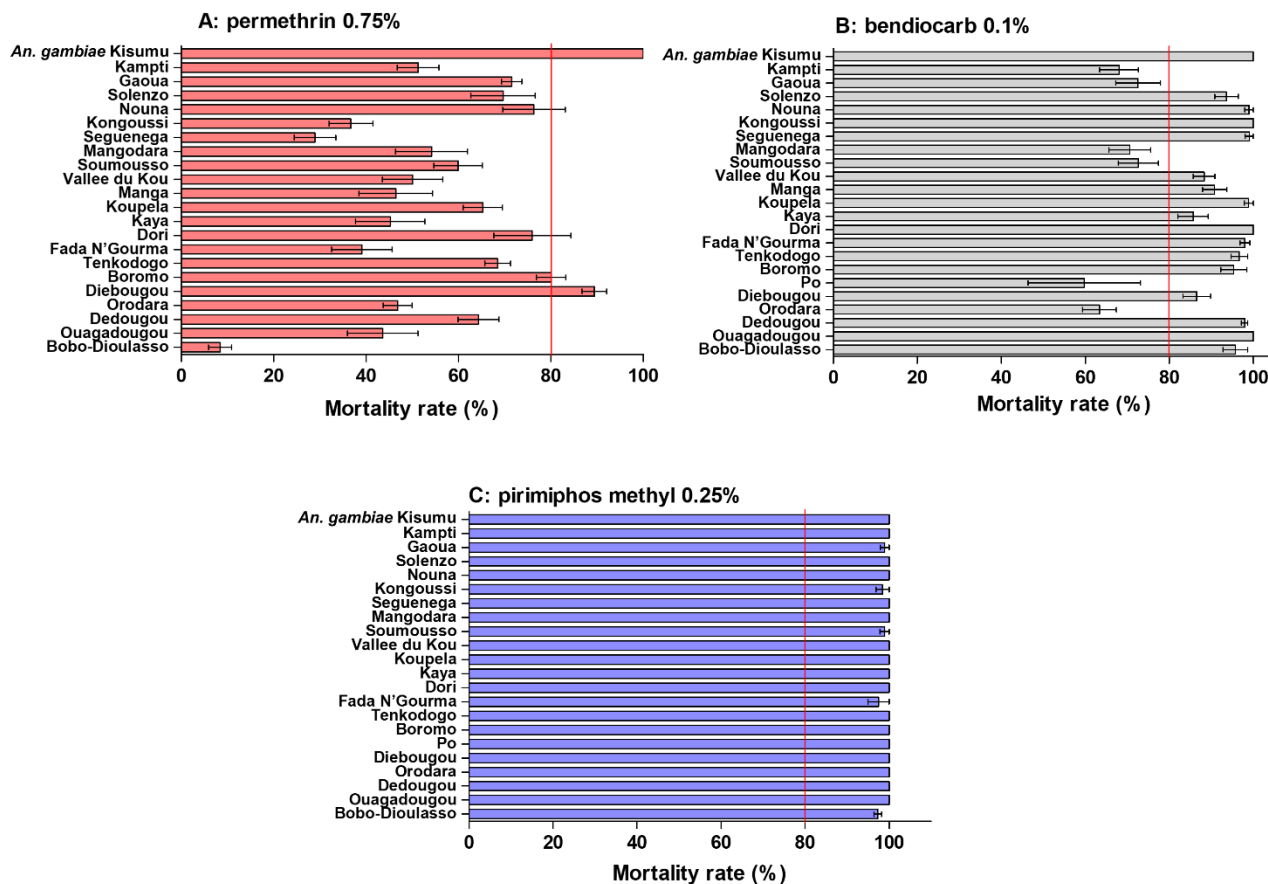 A: permethrin 0.75%
An. gambiae Kisumu
Kampti
Gaoua
Solenzo
Nouna
Kongoussi
Seguenega
Mangodara
Soumousso
Vallee du Kou
Manga
Koupela
Kaya
Dori
Fada N’Gourma
Tenkodogo
Boromo
Diebougou
Orodara
Dedougou
Ouagadougou
Bobo-Dioulasso
0 20 40 60 80 100
Mortality rate (%)
B: bendiocarb 0.1%
An. gambiae Kisumu
Kampti
Gaoua
Solenzo
Nouna
Kongoussi
Seguenega
Mangodara
Soumousso
Vallee du Kou
Manga
Koupela
Kaya
Dori
Fada N’Gourma
Tenkodogo
Boromo
Po
Diebougou
Orodara
Dedougou
Ouagadougou
Bobo-Dioulasso
0 20 40 60 80 100
Mortality rate (%)
C: pirimiphos methyl 0.25%
An. gambiae Kisumu
Kampti
Gaoua
Solenzo
Nouna
Kongoussi
Seguenega
Mangodara
Soumousso
Vallee du Kou
Koupela
Kaya
Dori
Fada N’Gourma
Tenkodogo
Boromo
Po
Diebougou
Orodara
Dedougou
Ouagadougou
Bobo-Dioulasso
0 20 40 60 80 100
Mortality rate (%)